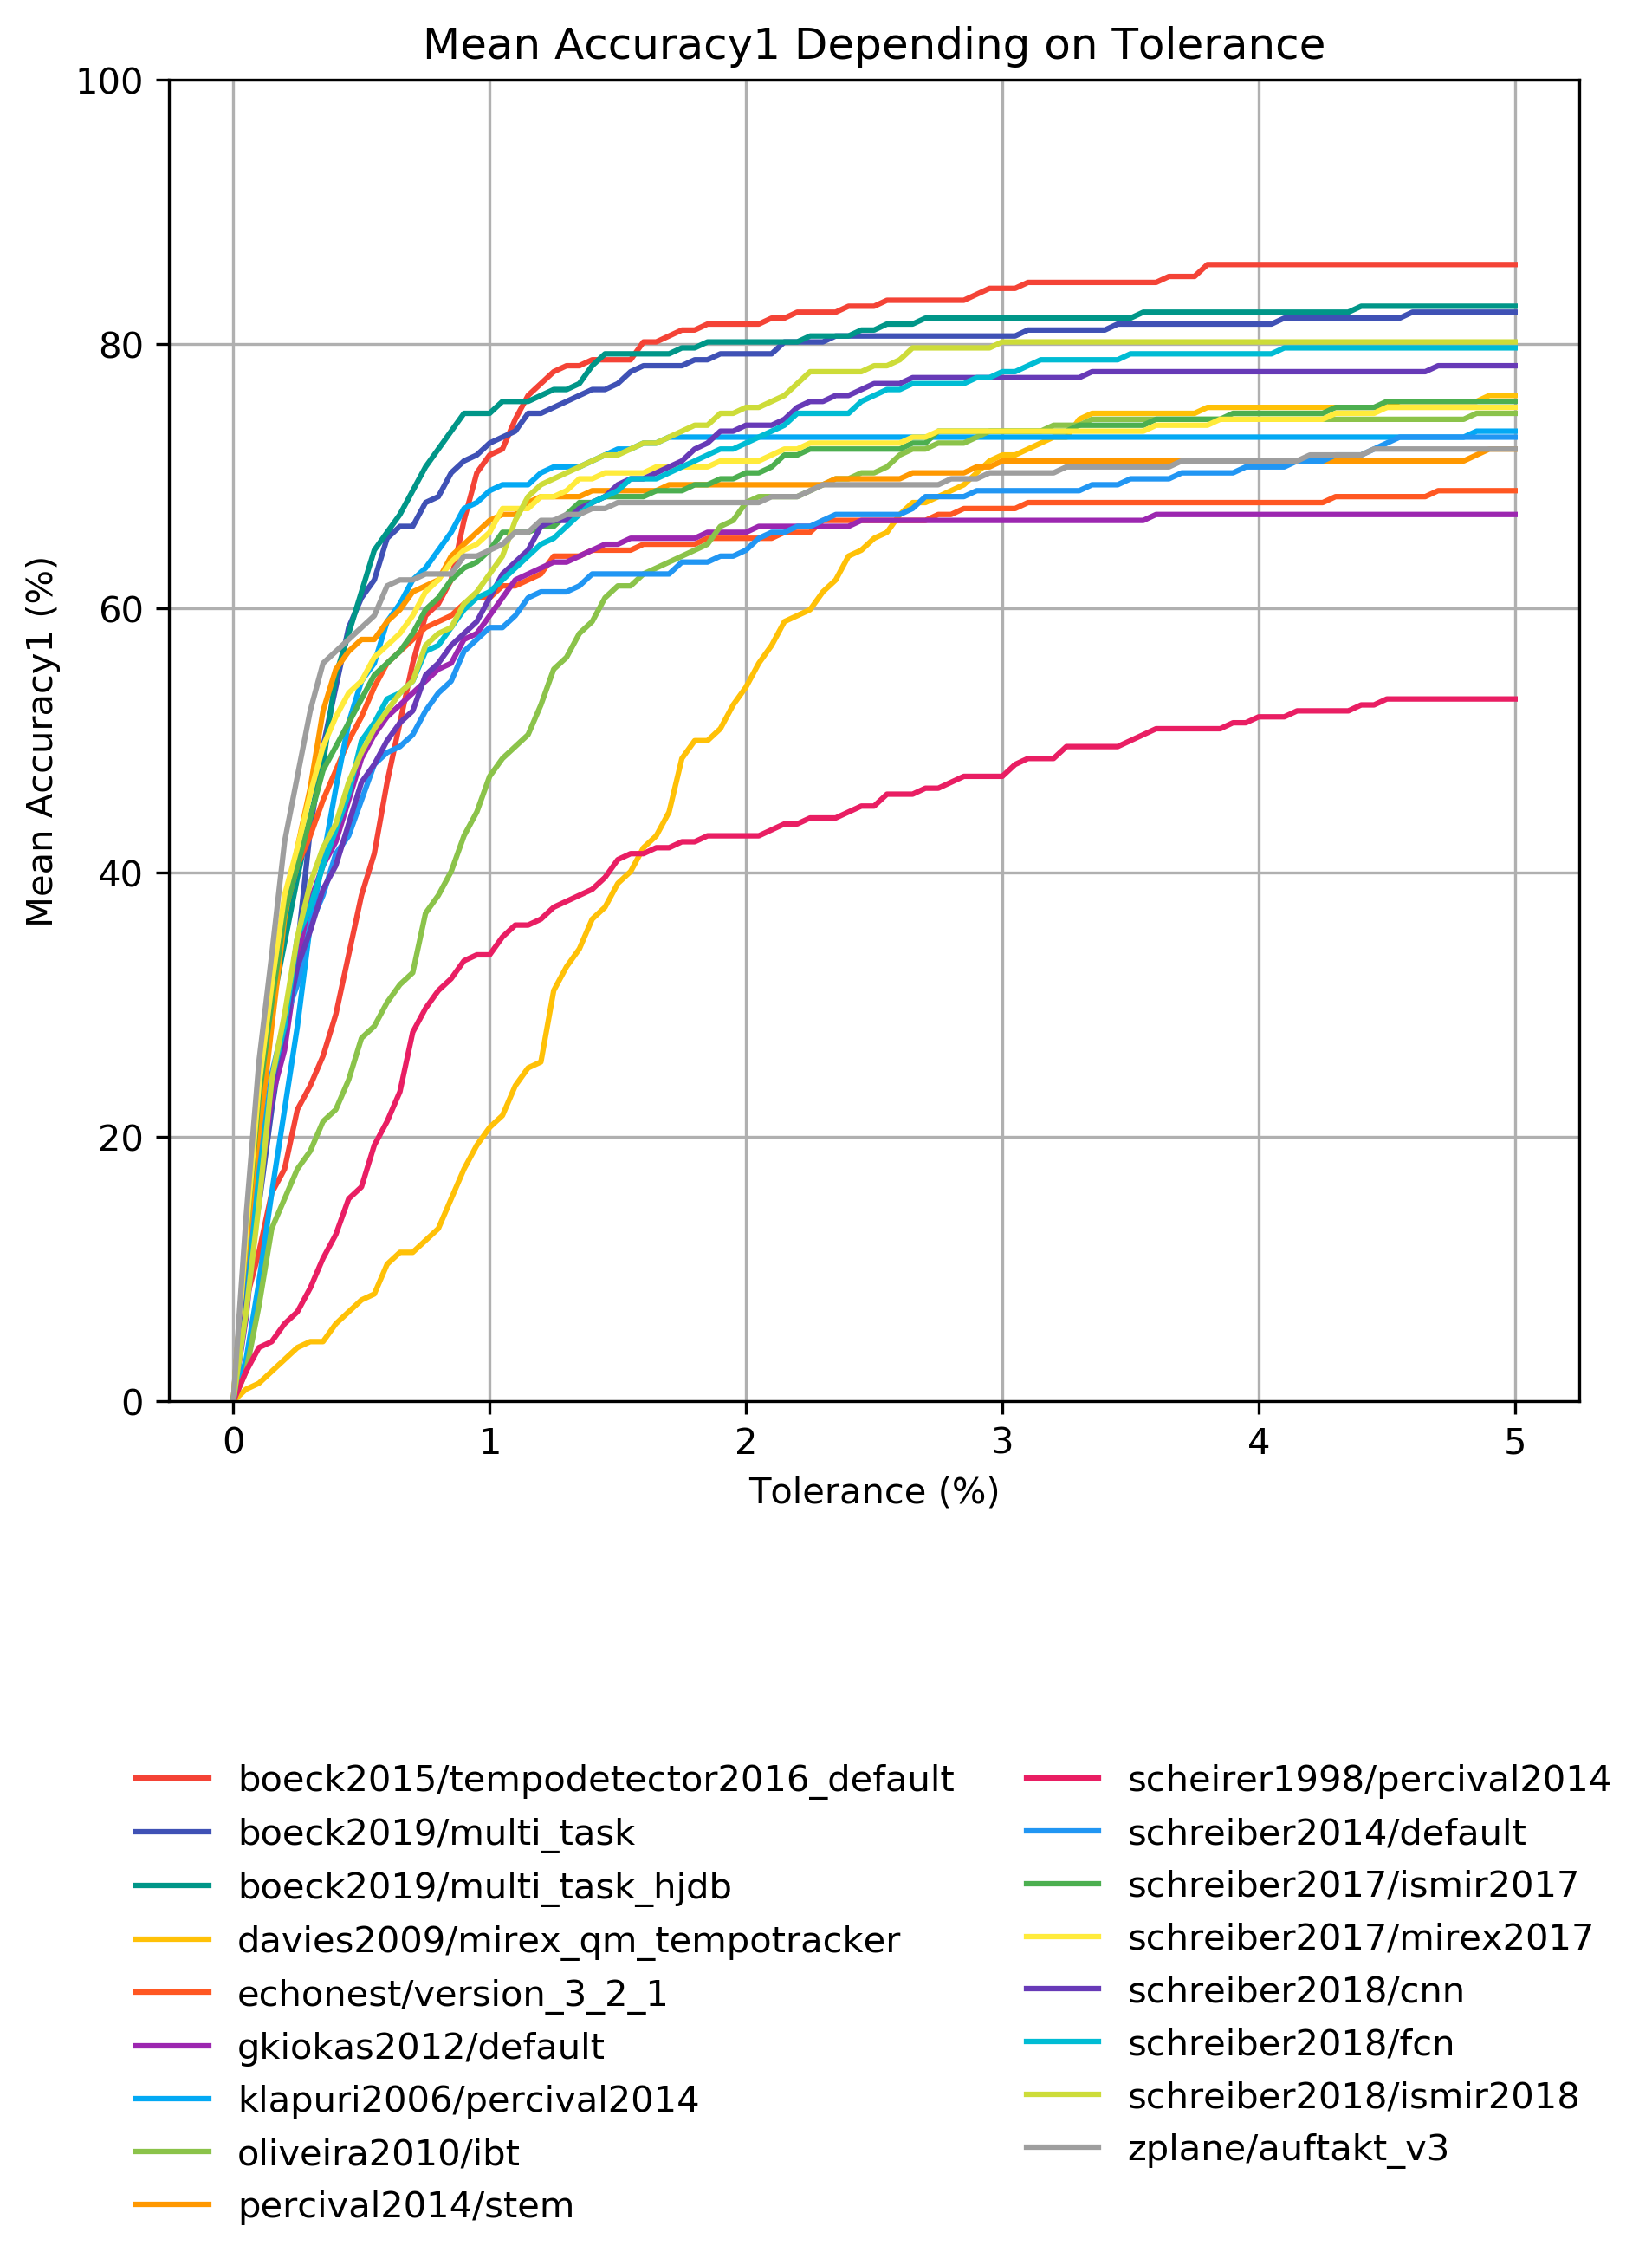 Mean Accuracy1 Depending on Tolerance
100
80
60
40
20
0
Mean Accuracy1 (%)
0 1 2 3 4 5
Tolerance (%)
boeck2015/tempodetector2016_default
boeck2019/multi_task
boeck2019/multi_task_hjdb
davies2009/mirex_qm_tempotracker
echonest/version_3_2_1
gkiokas2012/default
klapuri2006/percival2014
oliveira2010/ibt
percival2014/stem
scheirer1998/percival2014
schreiber2014/default
schreiber2017/ismir2017
schreiber2017/mirex2017
schreiber2018/cnn
schreiber2018/fcn
schreiber2018/ismir2018
zplane/auftakt_v3